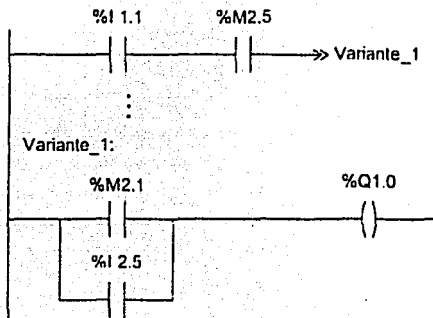 %I 1.1 %M2.5
Variante_1
Variante_1:
%M2.1 %Q1.0
%I 2.5